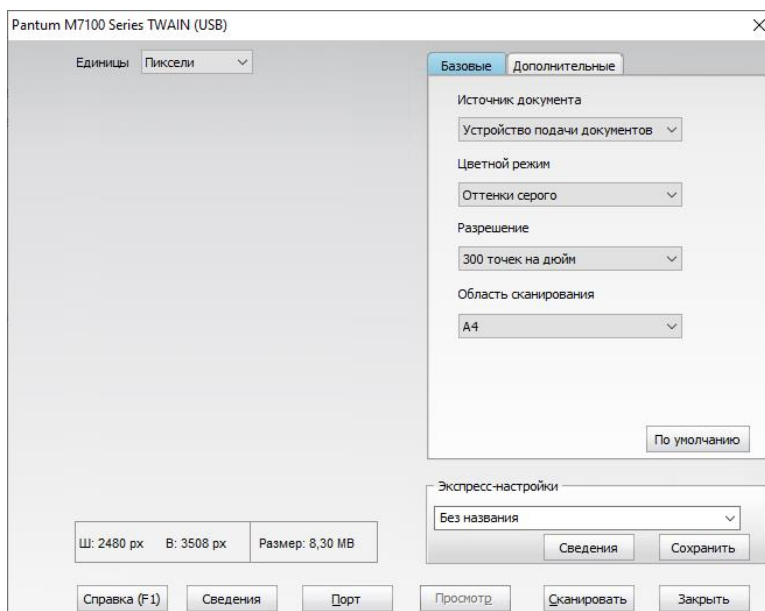 Pantum M7100 Series TWAIN (USB)
Единицы Пиксели
Базовые Дополнительные
Источник документа
Устройство подачи документов
Цветной режим
Оттенки серого
Разрешение
300 точек на дюйм
Область сканирования
A4
По умолчанию
Экспресс-настройки
Без названия
Ш: 2480 px В: 3508 px Размер: 8,30 MB
Сведения Сохранить
Справка (F1) Сведения Порт Просмотр Сканировать Закрыть